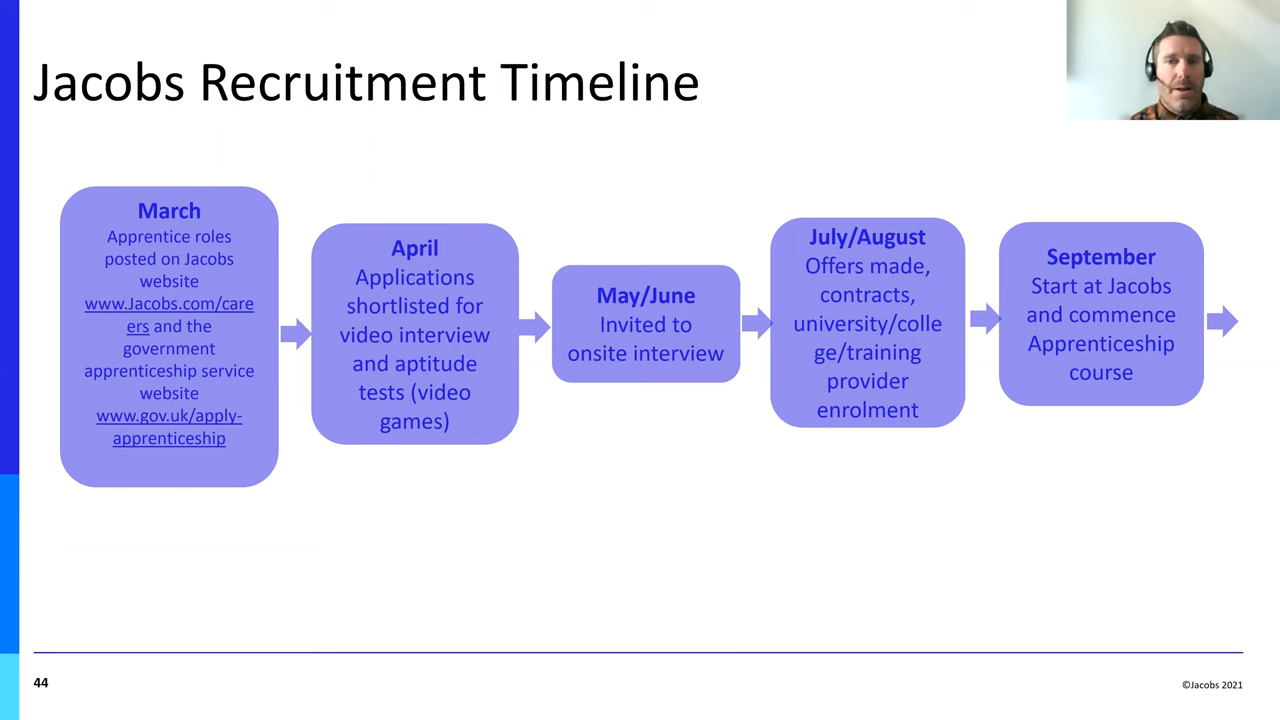 Jacobs Recruitment Timeline
March
Apprentice roles
posted on Jacobs
website
www.Jacobs.com/care
ers and the
government
apprenticeship service
website
www.gov.uk/apply-
apprenticeship
April
Applications
shortlisted for
video interview
and aptitude
tests (video
games)
May/June
Invited to
onsite interview
July/August
Offers made,
contracts,
university/colle
ge/training
provider
enrolment
September
Start at Jacobs
and commence
Apprenticeship
course
44
©Jacobs 2021